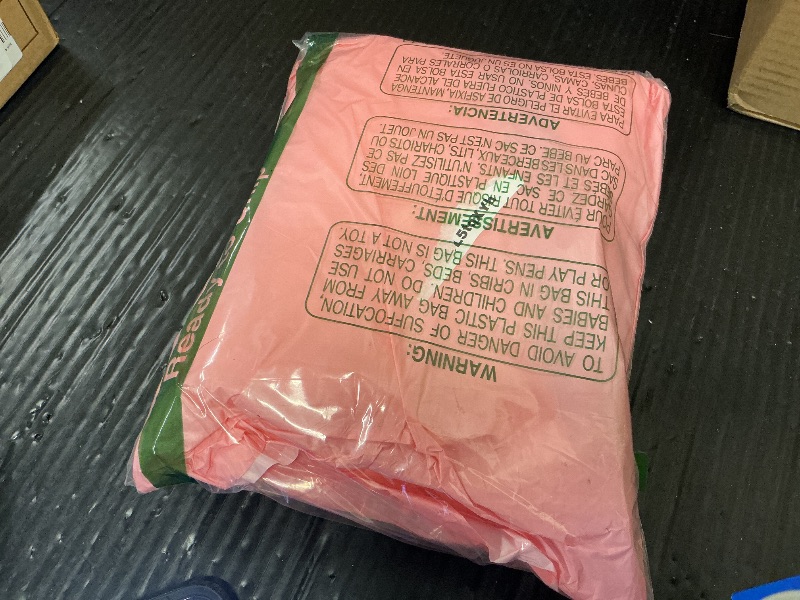 WARNING:
TO AVOID DANGER OF SUFFOCATION,
KEEP THIS PLASTIC BAG AWAY FROM
BABIES AND CHILDREN. DO NOT USE
THIS BAG IN CRIBS, BEDS, CARRIAGES
OR PLAY PENS. THIS BAG IS NOT A TOY.
AVERTISSEMENT:
POUR ÉVITER TOUT RISQUE D'ÉTOUFFEMENT,
GARDEZ CE SAC EN PLASTIQUE LOIN DES
BÉBÉS ET LES ENFANTS. N'UTILISEZ PAS CE
SAC DANS LES BERCEAUX, LITS, CHARIOTS OU
PARC AU BÉBÉ. CE SAC N'EST PAS UN JOUET.
ADVERTENCIA:
PARA EVITAR EL PELIGRO DE ASFIXIA, MANTENGA
ESTA BOLSA DE PLASTICO FUERA DEL ALCANCE
DE BEBES Y NIÑOS. NO USAR ESTA BOLSA EN
CUNAS, CAMAS, CARRIOLAS O CORRALES PARA
BEBES. ESTA BOLSA NO ES UN JOGUETE
Ready